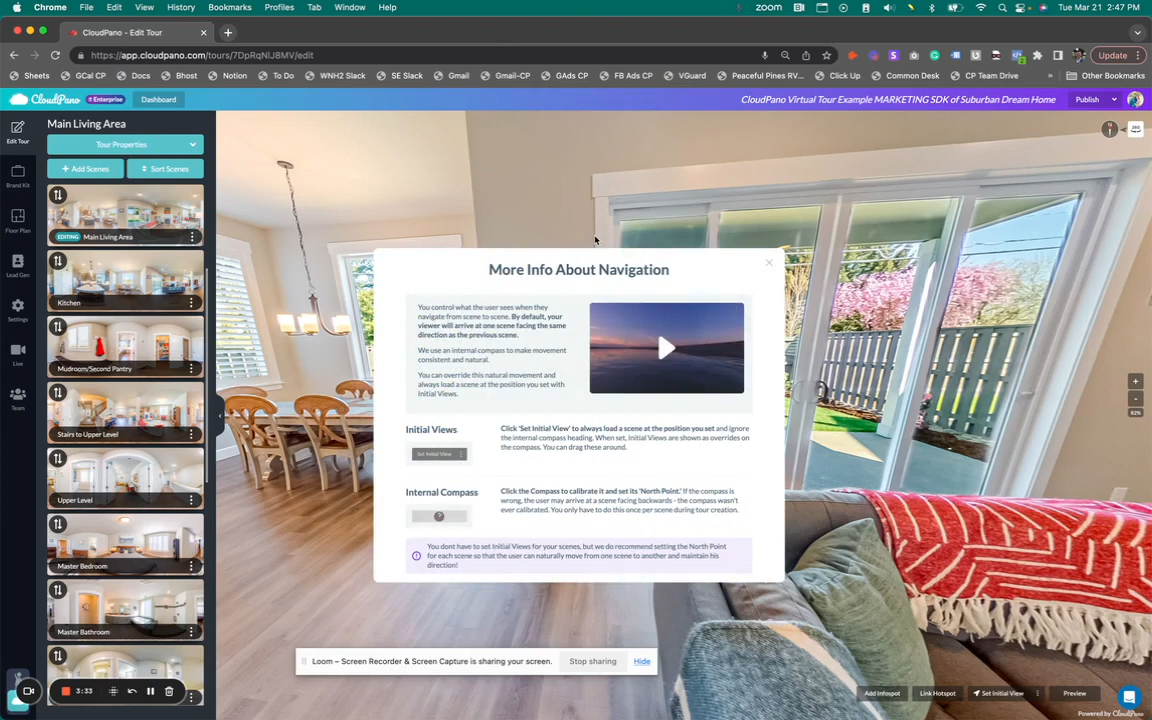 Chrome File Edit View History Bookmarks Profiles Tab Window Help zoom Tue Mar 21 2:47 PM
CloudPano - Edit Tour
https://app.cloudpano.com/tours/7DpRqNlJ8MV/edit Update
Sheets GCal CP Docs Bhost Notion To Do WNH2 Slack SE Slack Gmail Gmail-CP GAds CP FB Ads CP VGuard Peaceful Pines RV... Click Up Common Desk CP Team Drive » Other Bookmarks
CloudPano Enterprise Dashboard CloudPano Virtual Tour Example MARKETING SDK of Suburban Dream Home Publish
Edit Tour
Brand Kit
Floor Plan
Lead Gen
Settings
Live
Team
Main Living Area
Tour Properties
+ Add Scenes Sort Scenes
EDITING Main Living Area
Kitchen
Mudroom/Second Pantry
Stairs to Upper Level
Upper Level
Master Bedroom
Master Bathroom
3:33
More Info About Navigation
You control what the user sees when they
navigate from scene to scene. By default, your
viewer will arrive at one scene facing the same
direction as the previous scene.
We use an internal compass to make movement
consistent and natural.
You can override this natural movement and
always load a scene at the position you set with
Initial Views.
Initial Views
Set Initial View
Click 'Set Initial View' to always load a scene at the position you set and ignore
the internal compass heading. When set, Initial Views are shown as overrides on
the compass. You can drag these around.
Internal Compass
Click the Compass to calibrate it and set its 'North Point.' If the compass is
wrong, the user may arrive at a scene facing backwards - the compass wasn't
ever calibrated. You only have to do this once per scene during tour creation.
You dont have to set Initial Views for your scenes, but we do recommend setting the North Point
for each scene so that the user can naturally move from one scene to another and maintain his
direction!
+
-
82%
Loom – Screen Recorder & Screen Capture is sharing your screen. Stop sharing Hide
Add Infospot Link Hotspot Set Initial View Preview
Powered by CloudPano